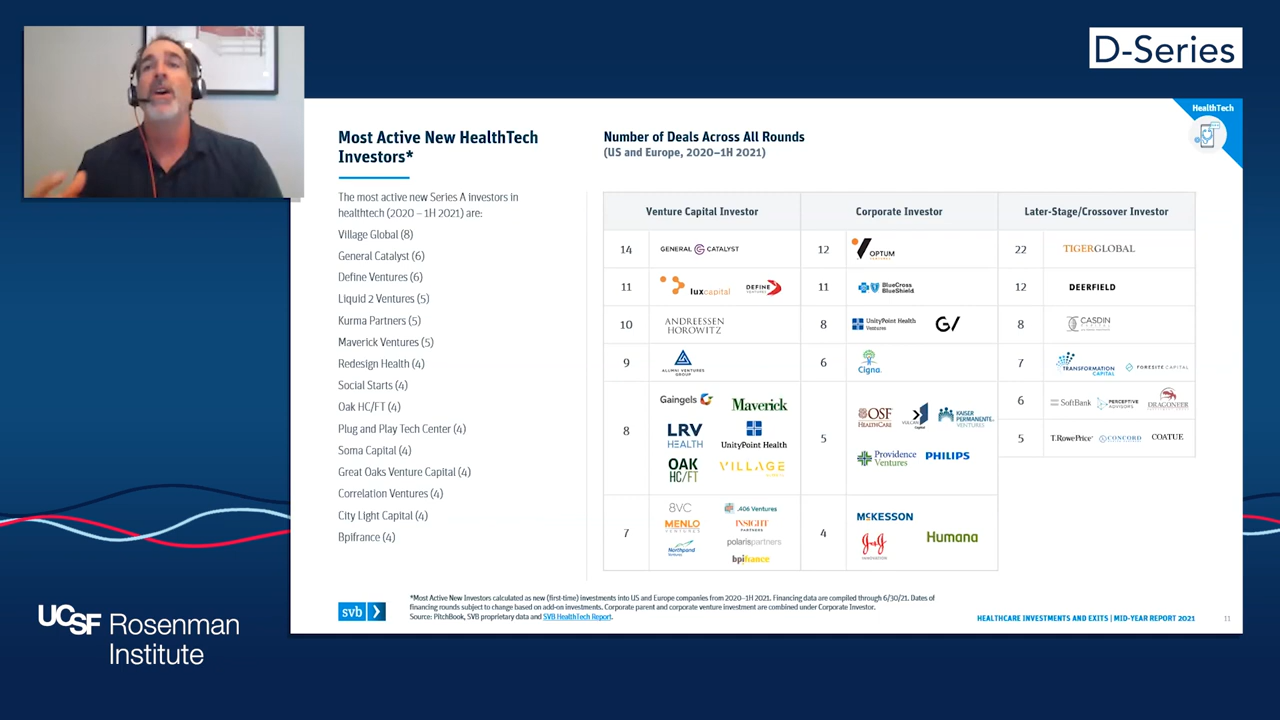 D-Series
HealthTech
Most Active New HealthTech
Investors*
The most active new Series A investors in
healthtech (2020 – 1H 2021) are:
Village Global (8)
General Catalyst (6)
Define Ventures (6)
Liquid 2 Ventures (5)
Kurma Partners (5)
Maverick Ventures (5)
Redesign Health (4)
Social Starts (4)
Oak HC/FT (4)
Plug and Play Tech Center (4)
Soma Capital (4)
Great Oaks Venture Capital (4)
Correlation Ventures (4)
City Light Capital (4)
Bpifrance (4)
Number of Deals Across All Rounds
(US and Europe, 2020–1H 2021)
Venture Capital Investor
Corporate Investor
Later-Stage/Crossover Investor
14
GENERAL CATALYST
12
OPTUM
VENTURES
22
TIGERGLOBAL
11
luxcapital
DEFINE
VENTURES
11
BlueCross
BlueShield
12
DEERFIELD
10
ANDREESSEN
HOROWITZ
8
UnityPoint Health
Ventures
GV
8
CASDIN
CAPITAL
9
ALUMNI VENTURES
GROUP
6
Cigna
7
TRANSFORMATION
CAPITAL
FORESITE CAPITAL
8
Gaingels
Maverick
LRV
HEALTH
UnityPoint Health
OAK
HC/FT
VILLAGE
GLOBAL
5
OSF
HEALTHCARE
VULCAN
Capital
KAISER
PERMANENTE
VENTURES
Providence
Ventures
PHILIPS
6
SoftBank
PERCEPTIVE
ADVISORS
DRAGONEER
5
T.RowePrice
CONCORD
COATUE
7
8VC
.406 Ventures
MENLO
VENTURES
INSIGHT
PARTNERS
Northpond
Ventures
polarispartners
bpifrance
4
MCKESSON
J&J
INNOVATION
Humana
*Most Active New Investors calculated as new (first-time) investments into US and Europe companies from 2020–1H 2021. Financing data are compiled through 6/30/21. Dates of
financing rounds subject to change based on add-on investments. Corporate parent and corporate venture investment are combined under Corporate Investor.
Source: PitchBook, SVB proprietary data and SVB HealthTech Report.
svb
HEALTHCARE INVESTMENTS AND EXITS | MID-YEAR REPORT 2021
11
UCSF Rosenman
Institute